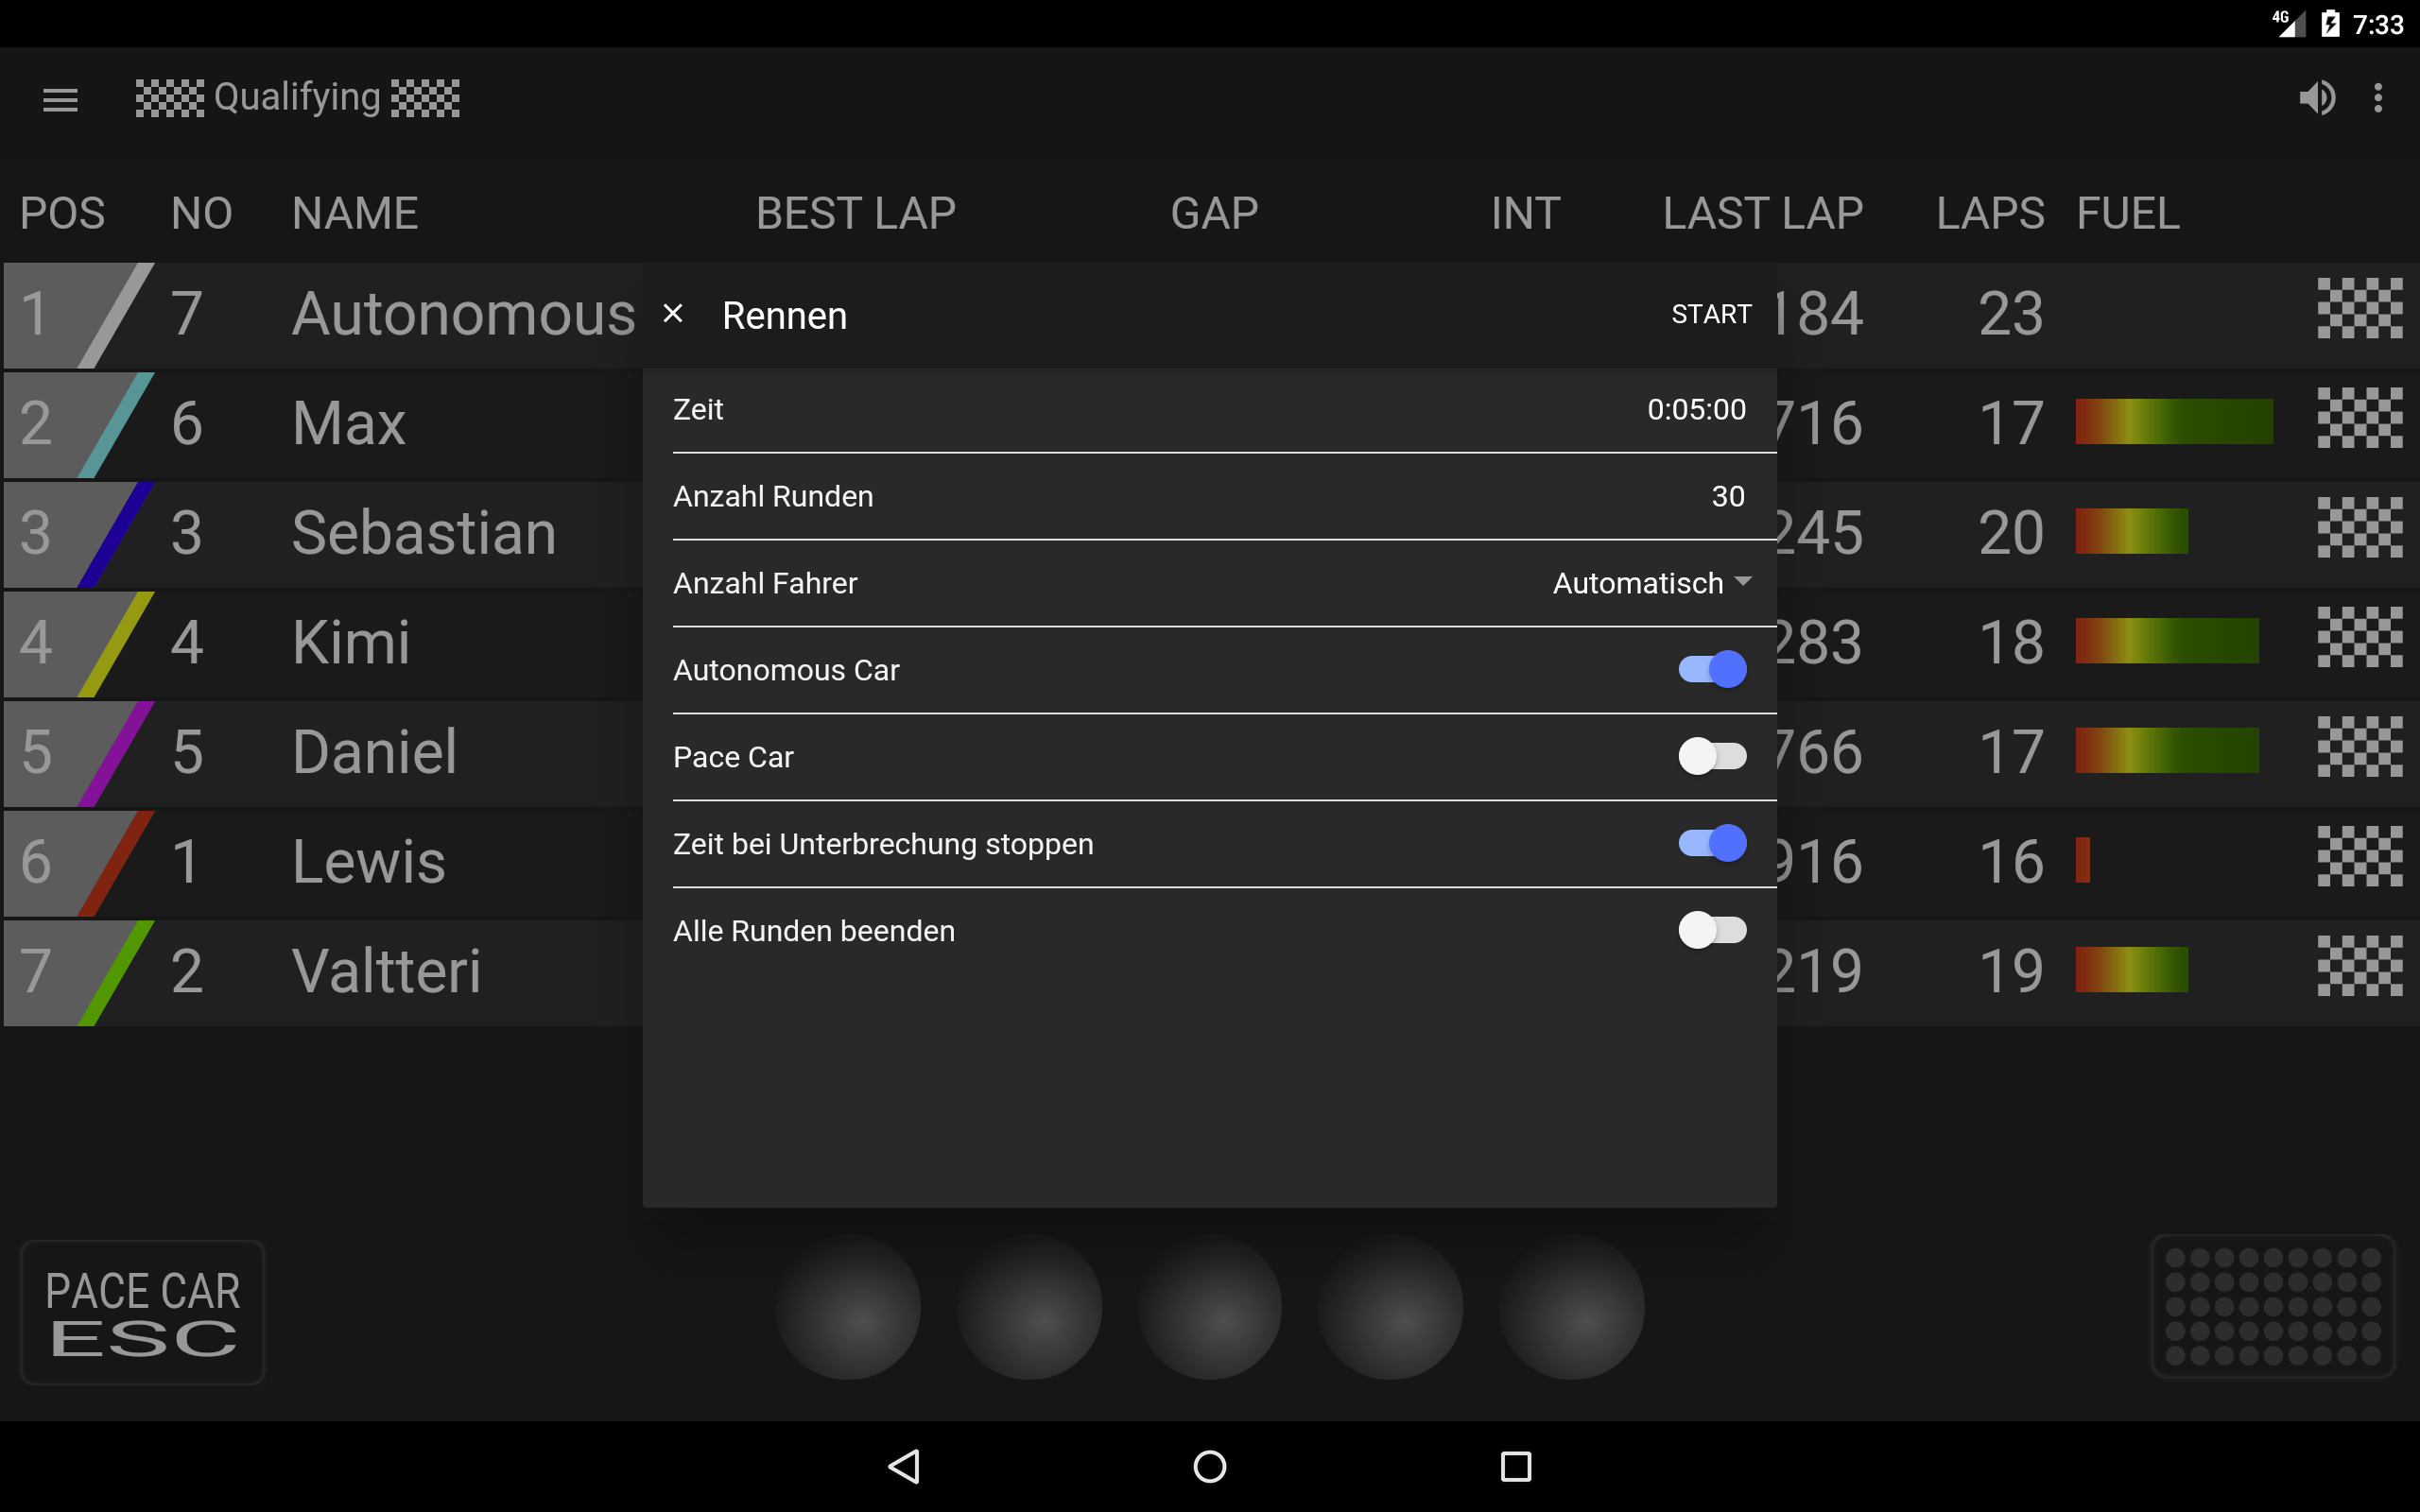 4G 7:33
Qualifying
POS NO NAME BEST LAP GAP INT LAST LAP LAPS FUEL
1 7 Autonomous 184 23
2 6 Max 716 17
3 3 Sebastian 245 20
4 4 Kimi 283 18
5 5 Daniel 766 17
6 1 Lewis 916 16
7 2 Valtteri 219 19
Rennen START
Zeit 0:05:00
Anzahl Runden 30
Anzahl Fahrer Automatisch
Autonomous Car
Pace Car
Zeit bei Unterbrechung stoppen
Alle Runden beenden
PACE CAR
ESC